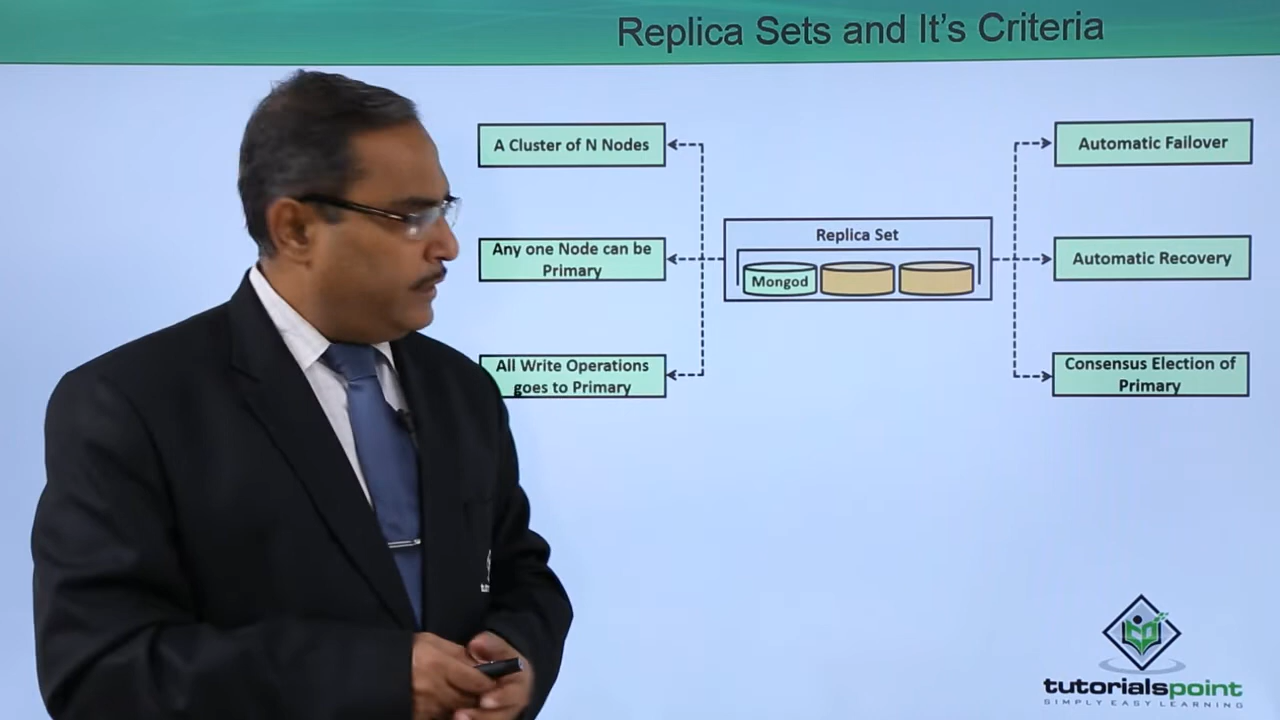 Replica Sets and It's Criteria
A Cluster of N Nodes
Any one Node can be
Primary
All Write Operations
goes to Primary
Replica Set
Mongod
Automatic Failover
Automatic Recovery
Consensus Election of
Primary
tutorialspoint
SIMPLY EASY LEARNING